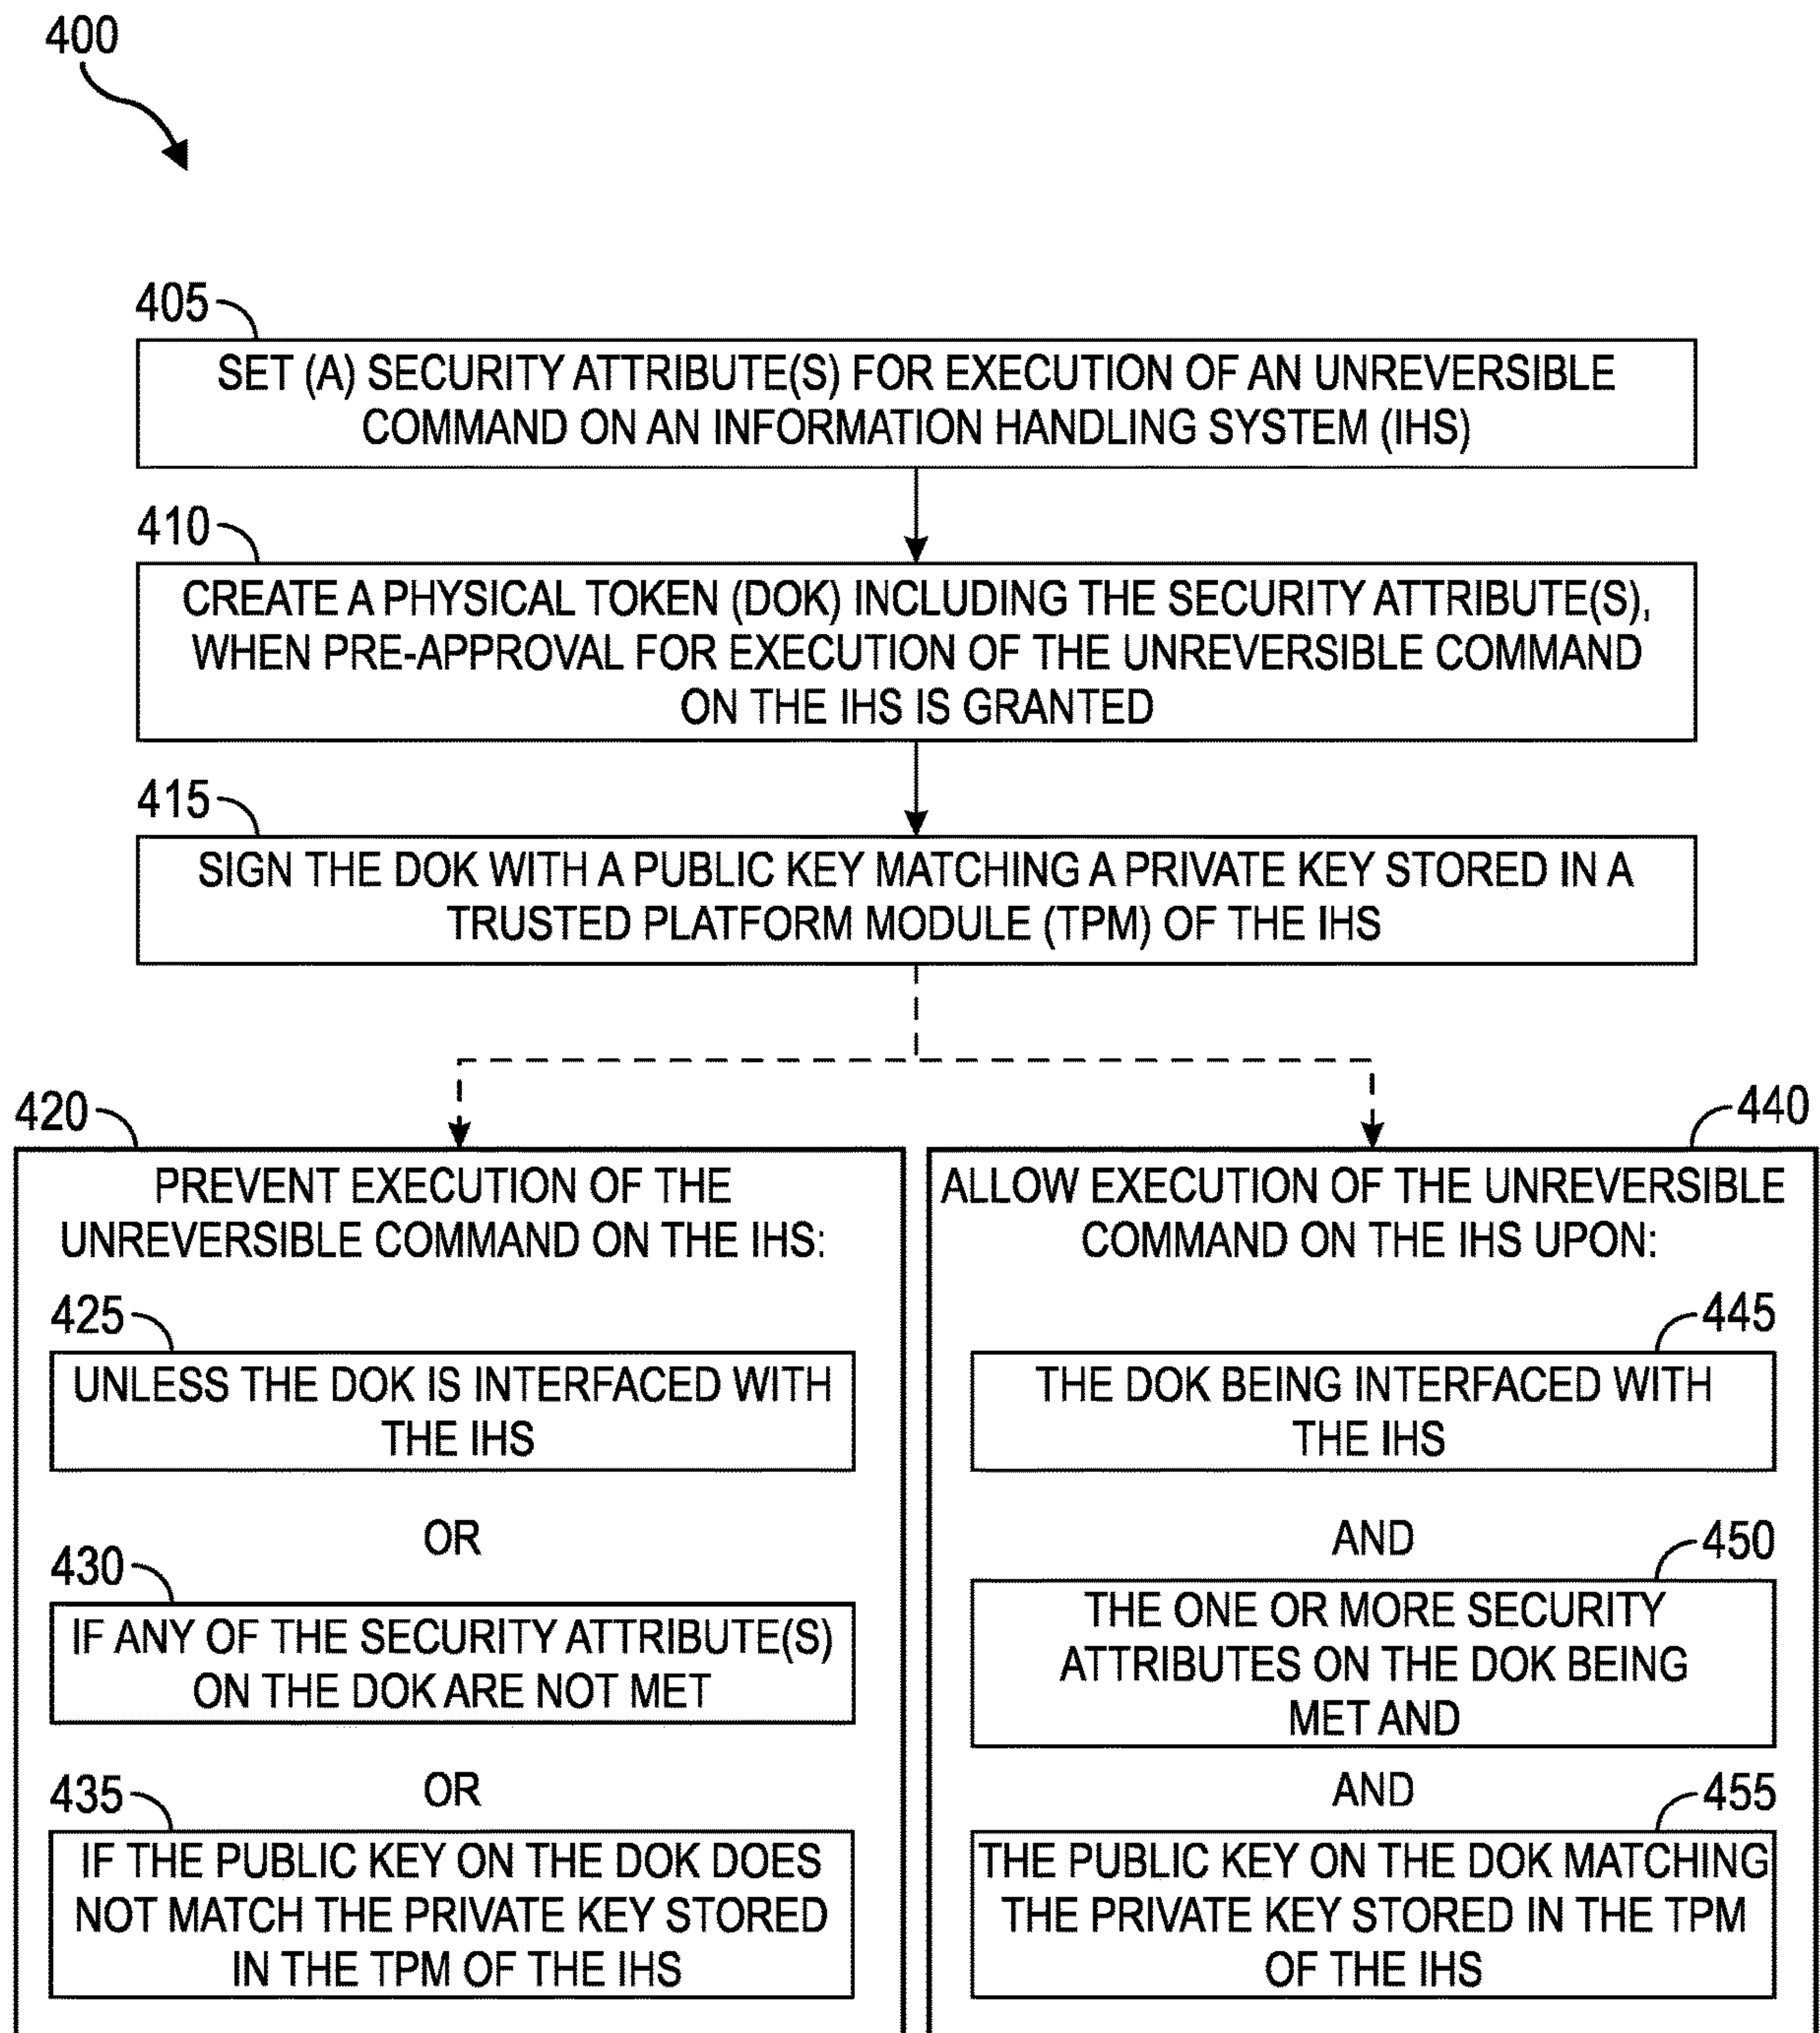 400
405
SET (A) SECURITY ATTRIBUTE(S) FOR EXECUTION OF AN UNREVERSIBLE
COMMAND ON AN INFORMATION HANDLING SYSTEM (IHS)
410
CREATE A PHYSICAL TOKEN (DOK) INCLUDING THE SECURITY ATTRIBUTE(S),
WHEN PRE-APPROVAL FOR EXECUTION OF THE UNREVERSIBLE COMMAND
ON THE IHS IS GRANTED
415
SIGN THE DOK WITH A PUBLIC KEY MATCHING A PRIVATE KEY STORED IN A
TRUSTED PLATFORM MODULE (TPM) OF THE IHS
420
PREVENT EXECUTION OF THE
UNREVERSIBLE COMMAND ON THE IHS:
425
UNLESS THE DOK IS INTERFACED WITH
THE IHS
OR
430
IF ANY OF THE SECURITY ATTRIBUTE(S)
ON THE DOK ARE NOT MET
OR
435
IF THE PUBLIC KEY ON THE DOK DOES
NOT MATCH THE PRIVATE KEY STORED
IN THE TPM OF THE IHS
440
ALLOW EXECUTION OF THE UNREVERSIBLE
COMMAND ON THE IHS UPON:
445
THE DOK BEING INTERFACED WITH
THE IHS
AND
450
THE ONE OR MORE SECURITY
ATTRIBUTES ON THE DOK BEING
MET AND
AND
455
THE PUBLIC KEY ON THE DOK MATCHING
THE PRIVATE KEY STORED IN THE TPM
OF THE IHS